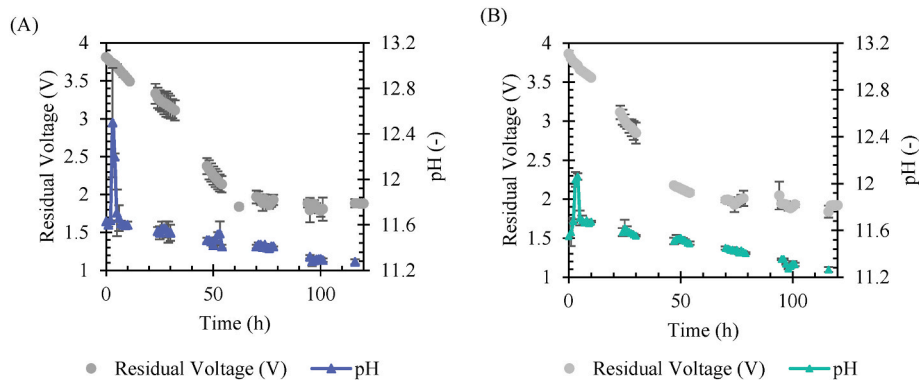 (A)
4
3.5
3
2.5
2
1.5
1
Residual Voltage (V)
13.2
12.8
12.4
12
11.6
11.2
pH (-)
0
50
100
Time (h)
Residual Voltage (V)
pH
(B)
4
3.5
3
2.5
2
1.5
1
Residual Voltage (V)
13.2
12.8
12.4
12
11.6
11.2
pH (-)
0
50
100
Time (h)
Residual Voltage (V)
pH